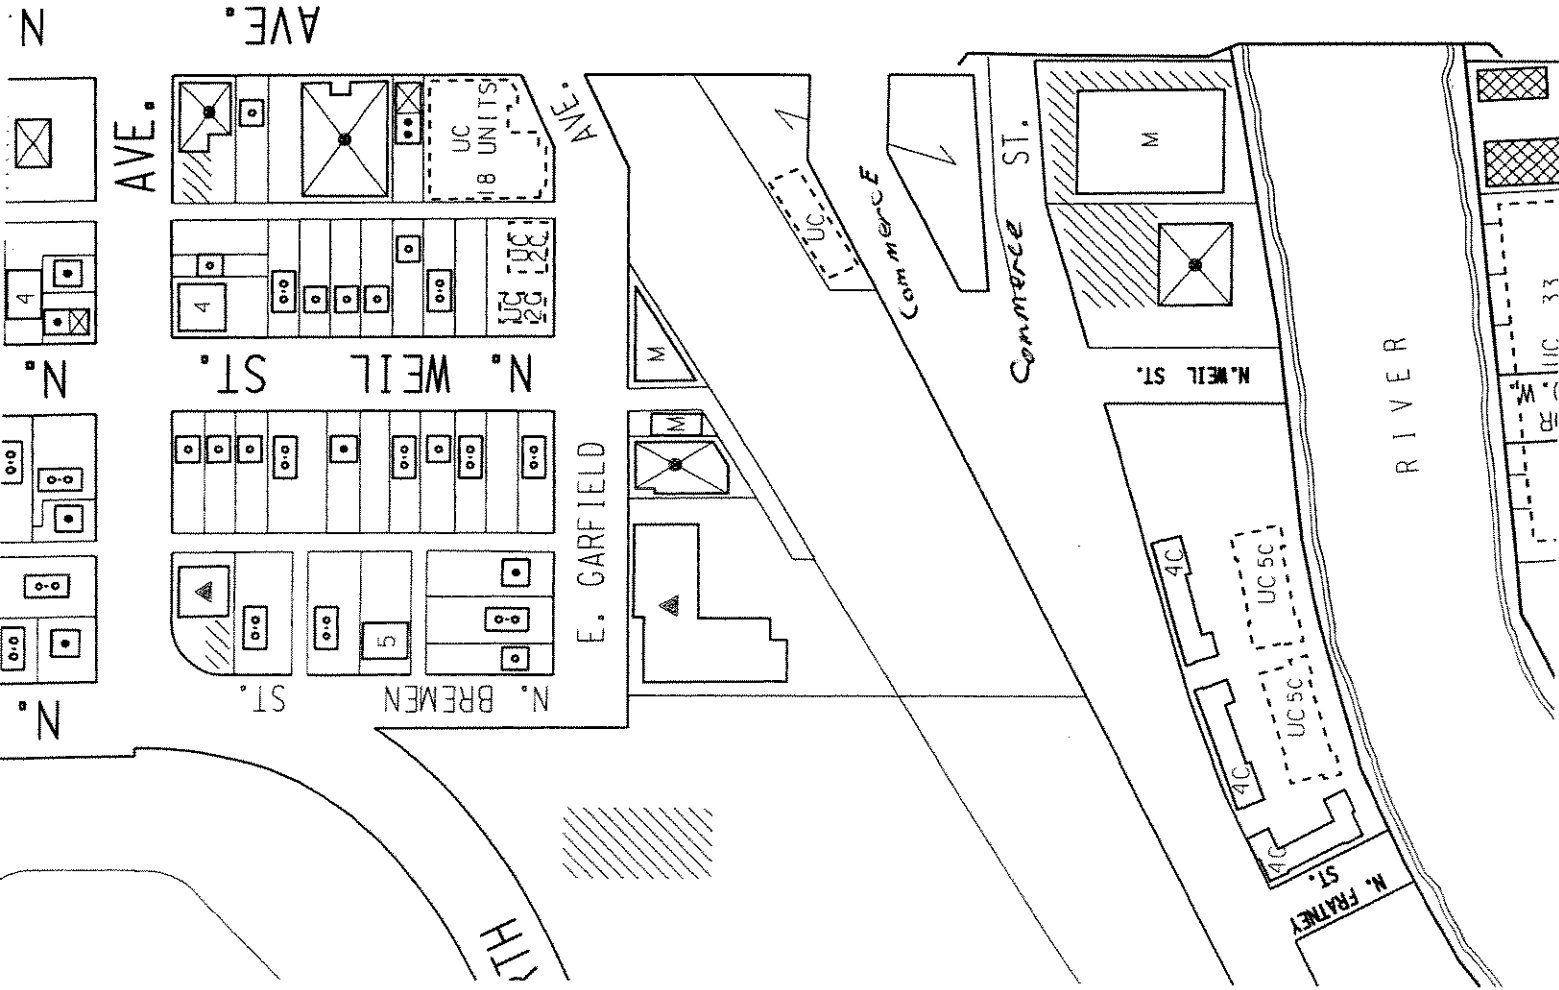 N.
AVE.
AVE.
AVE.
UC
18 UNITS
UC
2C
UC
2C
4
4
N.
ST.
WEIL
N.
M
M
UC
Commerce
Commerce
ST.
M
N. WEIL ST.
RIVER
UC 33
R.
W.
E. GARFIELD
5
ST.
BREMEN
N.
N.
4C
UC 5C
4C
UC 5C
4C
N. FRATNEY
ST.
RTH